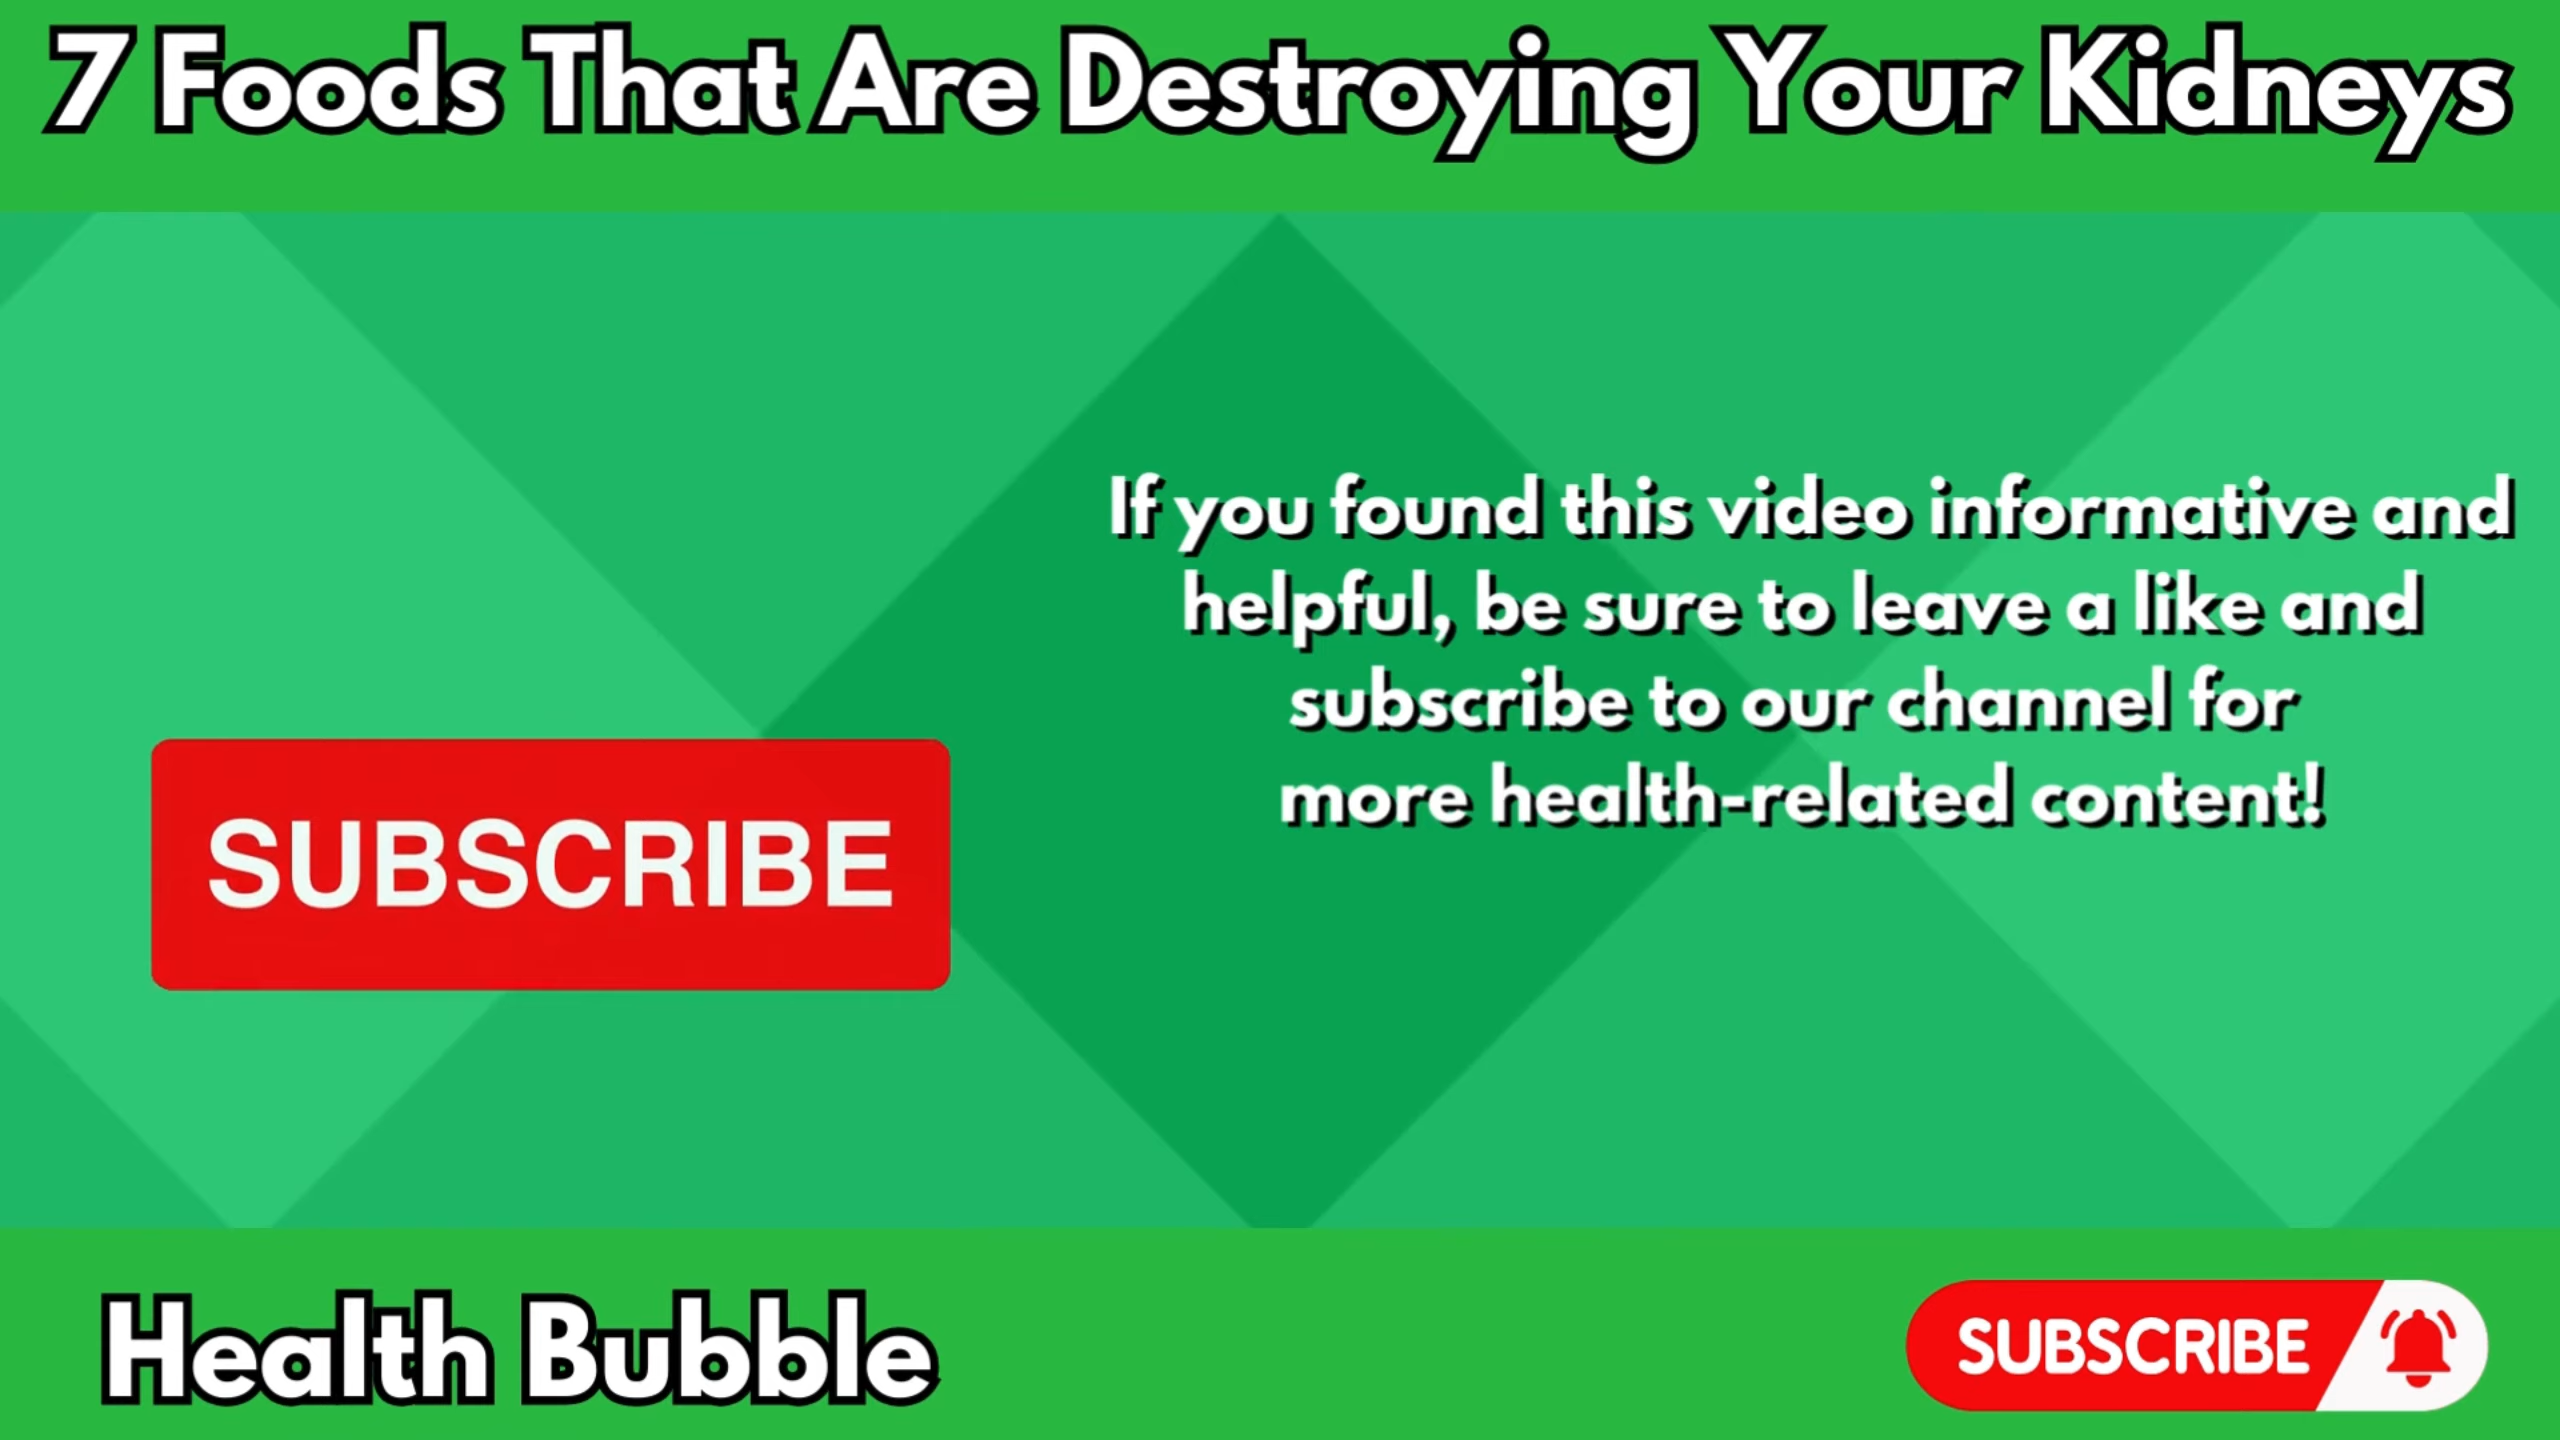 7 Foods That Are Destroying Your Kidneys
If you found this video informative and
helpful, be sure to leave a like and
subscribe to our channel for
more health-related content!
SUBSCRIBE
Health Bubble
SUBSCRIBE